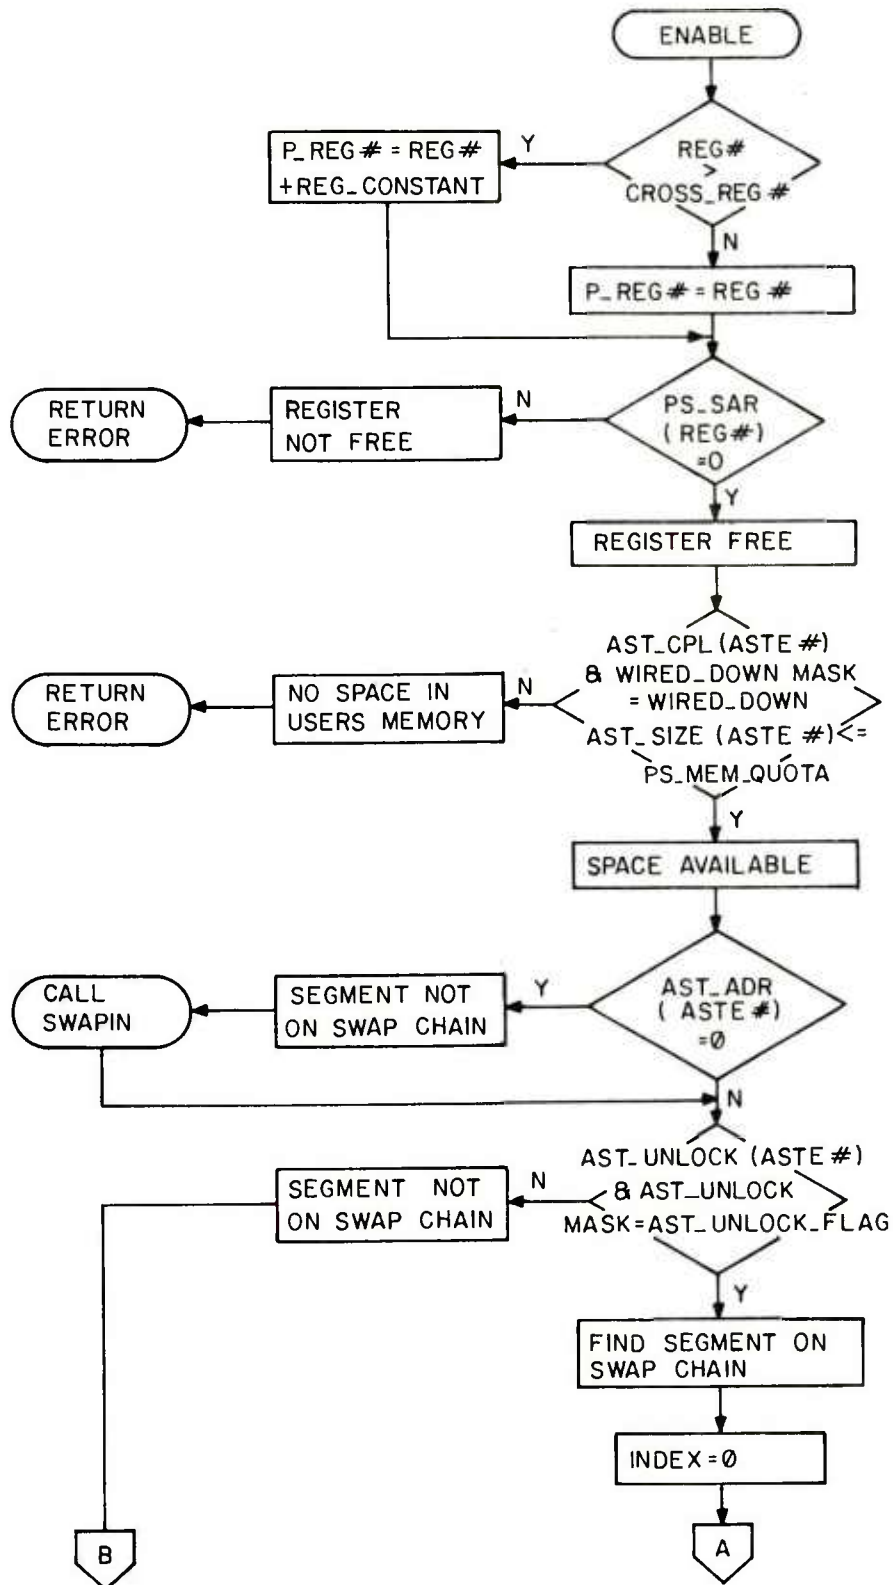 ENABLE
REG#
>
CROSS_REG#
Y
P_REG# = REG#
+REG_CONSTANT
N
P_REG# = REG#
PS_SAR
(REG#)
=0
N
REGISTER
NOT FREE
RETURN
ERROR
Y
REGISTER FREE
AST_CPL (ASTE #)
& WIRED_DOWN MASK
= WIRED_DOWN
AST_SIZE (ASTE #)<=
PS_MEM_QUOTA
N
NO SPACE IN
USERS MEMORY
RETURN
ERROR
Y
SPACE AVAILABLE
AST_ADR
( ASTE #)
=Ø
Y
SEGMENT NOT
ON SWAP CHAIN
CALL
SWAPIN
N
AST_UNLOCK (ASTE #)
& AST_UNLOCK
MASK=AST_UNLOCK_FLAG
N
SEGMENT NOT
ON SWAP CHAIN
Y
FIND SEGMENT ON
SWAP CHAIN
INDEX=Ø
B
A